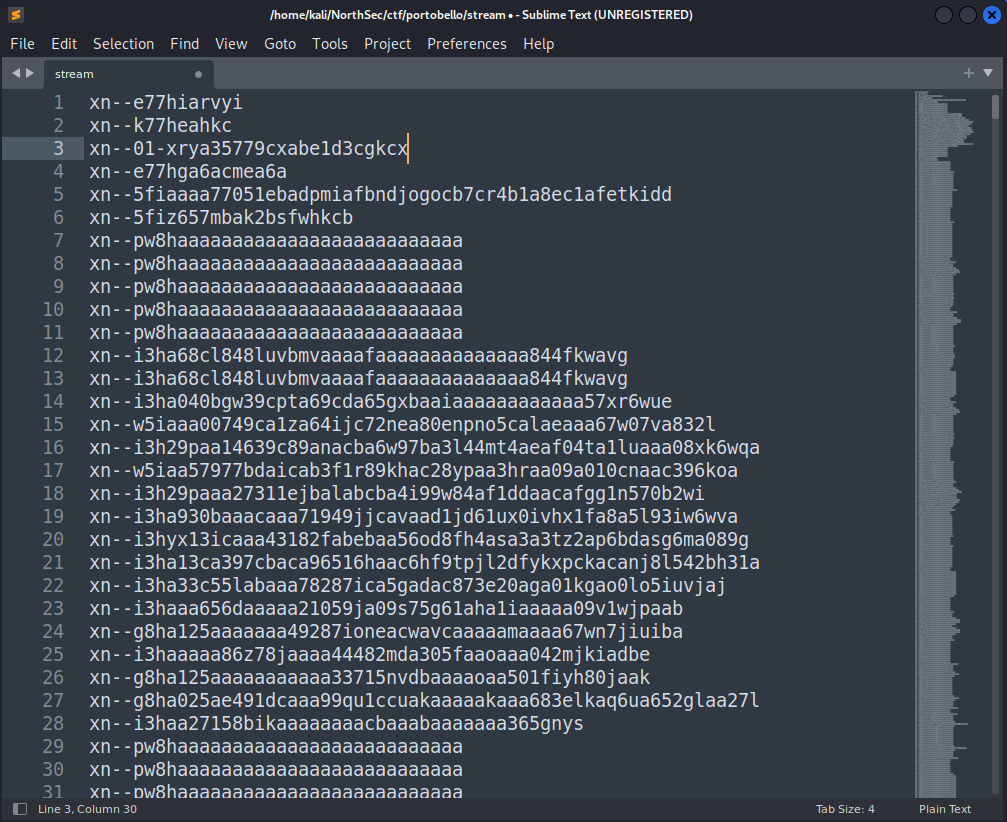 /home/kali/NorthSec/ctf/portobello/stream • - Sublime Text (UNREGISTERED)
File Edit Selection Find View Goto Tools Project Preferences Help
stream
1 xn--e77hiarvyi
2 xn--k77heahkc
3 xn--01-xrya35779cxabe1d3cgkcx
4 xn--e77hga6acmea6a
5 xn--5fiaaaa77051ebadpmiafbndjogocb7cr4b1a8ec1afetkidd
6 xn--5fiz657mbak2bsfwhkcb
7 xn--pw8haaaaaaaaaaaaaaaaaaaaaaaaaa
8 xn--pw8haaaaaaaaaaaaaaaaaaaaaaaaaa
9 xn--pw8haaaaaaaaaaaaaaaaaaaaaaaaaa
10 xn--pw8haaaaaaaaaaaaaaaaaaaaaaaaaa
11 xn--pw8haaaaaaaaaaaaaaaaaaaaaaaaaa
12 xn--i3ha68cl848luvbmvaaaafaaaaaaaaaaaaaa844fkwavg
13 xn--i3ha68cl848luvbmvaaaafaaaaaaaaaaaaaa844fkwavg
14 xn--i3ha040bgw39cpta69cda65gxbaaiaaaaaaaaaaaa57xr6wue
15 xn--w5iaaa00749ca1za64ijc72nea80enpno5calaeaaa67w07va832l
16 xn--i3h29paa14639c89anacba6w97ba3l44mt4aeaf04ta1luaaa08xk6wqa
17 xn--w5iaa57977bdaicab3f1r89khac28ypaa3hraa09a010cnaac396koa
18 xn--i3h29paaa27311ejbalabcba4i99w84af1ddaacafgg1n570b2wi
19 xn--i3ha930baaacaaa71949jjcavaad1jd61ux0ivhx1fa8a5l93iw6wva
20 xn--i3hyx13icaaa43182fabebaa56od8fh4asa3a3tz2ap6bdasg6ma089g
21 xn--i3ha13ca397cbaca96516haac6hf9tpjl2dfykxpckacanj8l542bh31a
22 xn--i3ha33c55labaaa78287ica5gadac873e20aga01kgao0lo5iuvjaj
23 xn--i3haaa656daaaaa21059ja09s75g61aha1iaaaaa09v1wjpaab
24 xn--g8ha125aaaaaaa49287ioneacwavcaaaaamaaaa67wn7jiuiba
25 xn--i3haaaaa86z78jaaaa44482mda305faaoaaa042mjkiadbe
26 xn--g8ha125aaaaaaaaaaa33715nvdbaaaaoaa501fiyh80jaak
27 xn--g8ha025ae491dcaaa99qu1ccuakaaaaakaaa683elkaq6ua652glaa27l
28 xn--i3haa27158bikaaaaaaaacbaaabaaaaaaaa365gnys
29 xn--pw8haaaaaaaaaaaaaaaaaaaaaaaaaa
30 xn--pw8haaaaaaaaaaaaaaaaaaaaaaaaaa
31 xn--pw8haaaaaaaaaaaaaaaaaaaaaaaaaa
Line 3, Column 30 Tab Size: 4 Plain Text